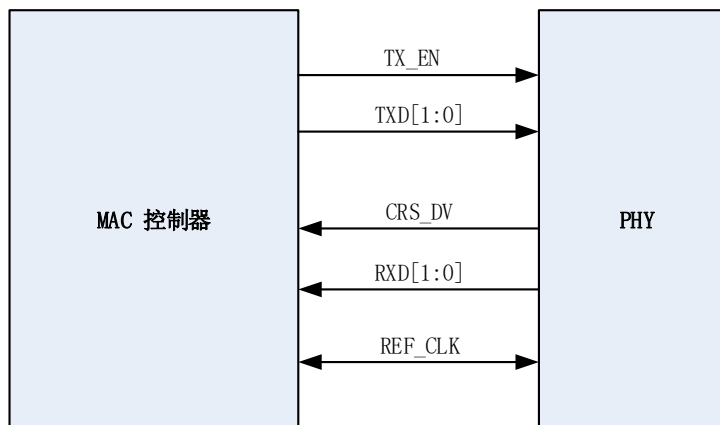 TX_EN
TXD[1:0]
MAC 控制器
CRS_DV
PHY
RXD[1:0]
REF_CLK